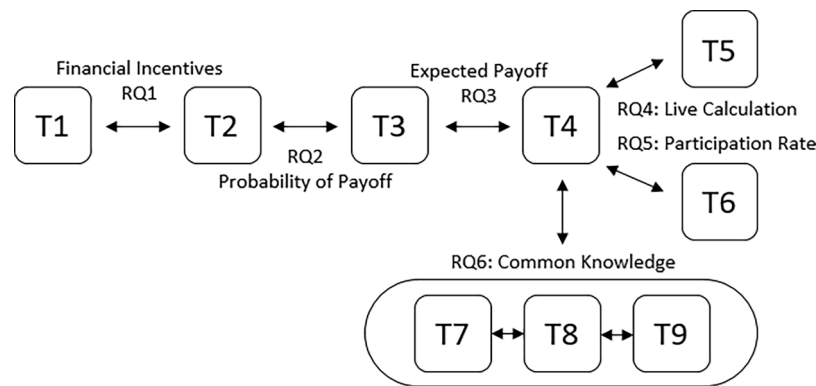 Financial Incentives
RQ1
Expected Payoff
RQ3
T1
T2
T3
T4
T5
RQ2
Probability of Payoff
RQ4: Live Calculation
RQ5: Participation Rate
T6
RQ6: Common Knowledge
T7
T8
T9